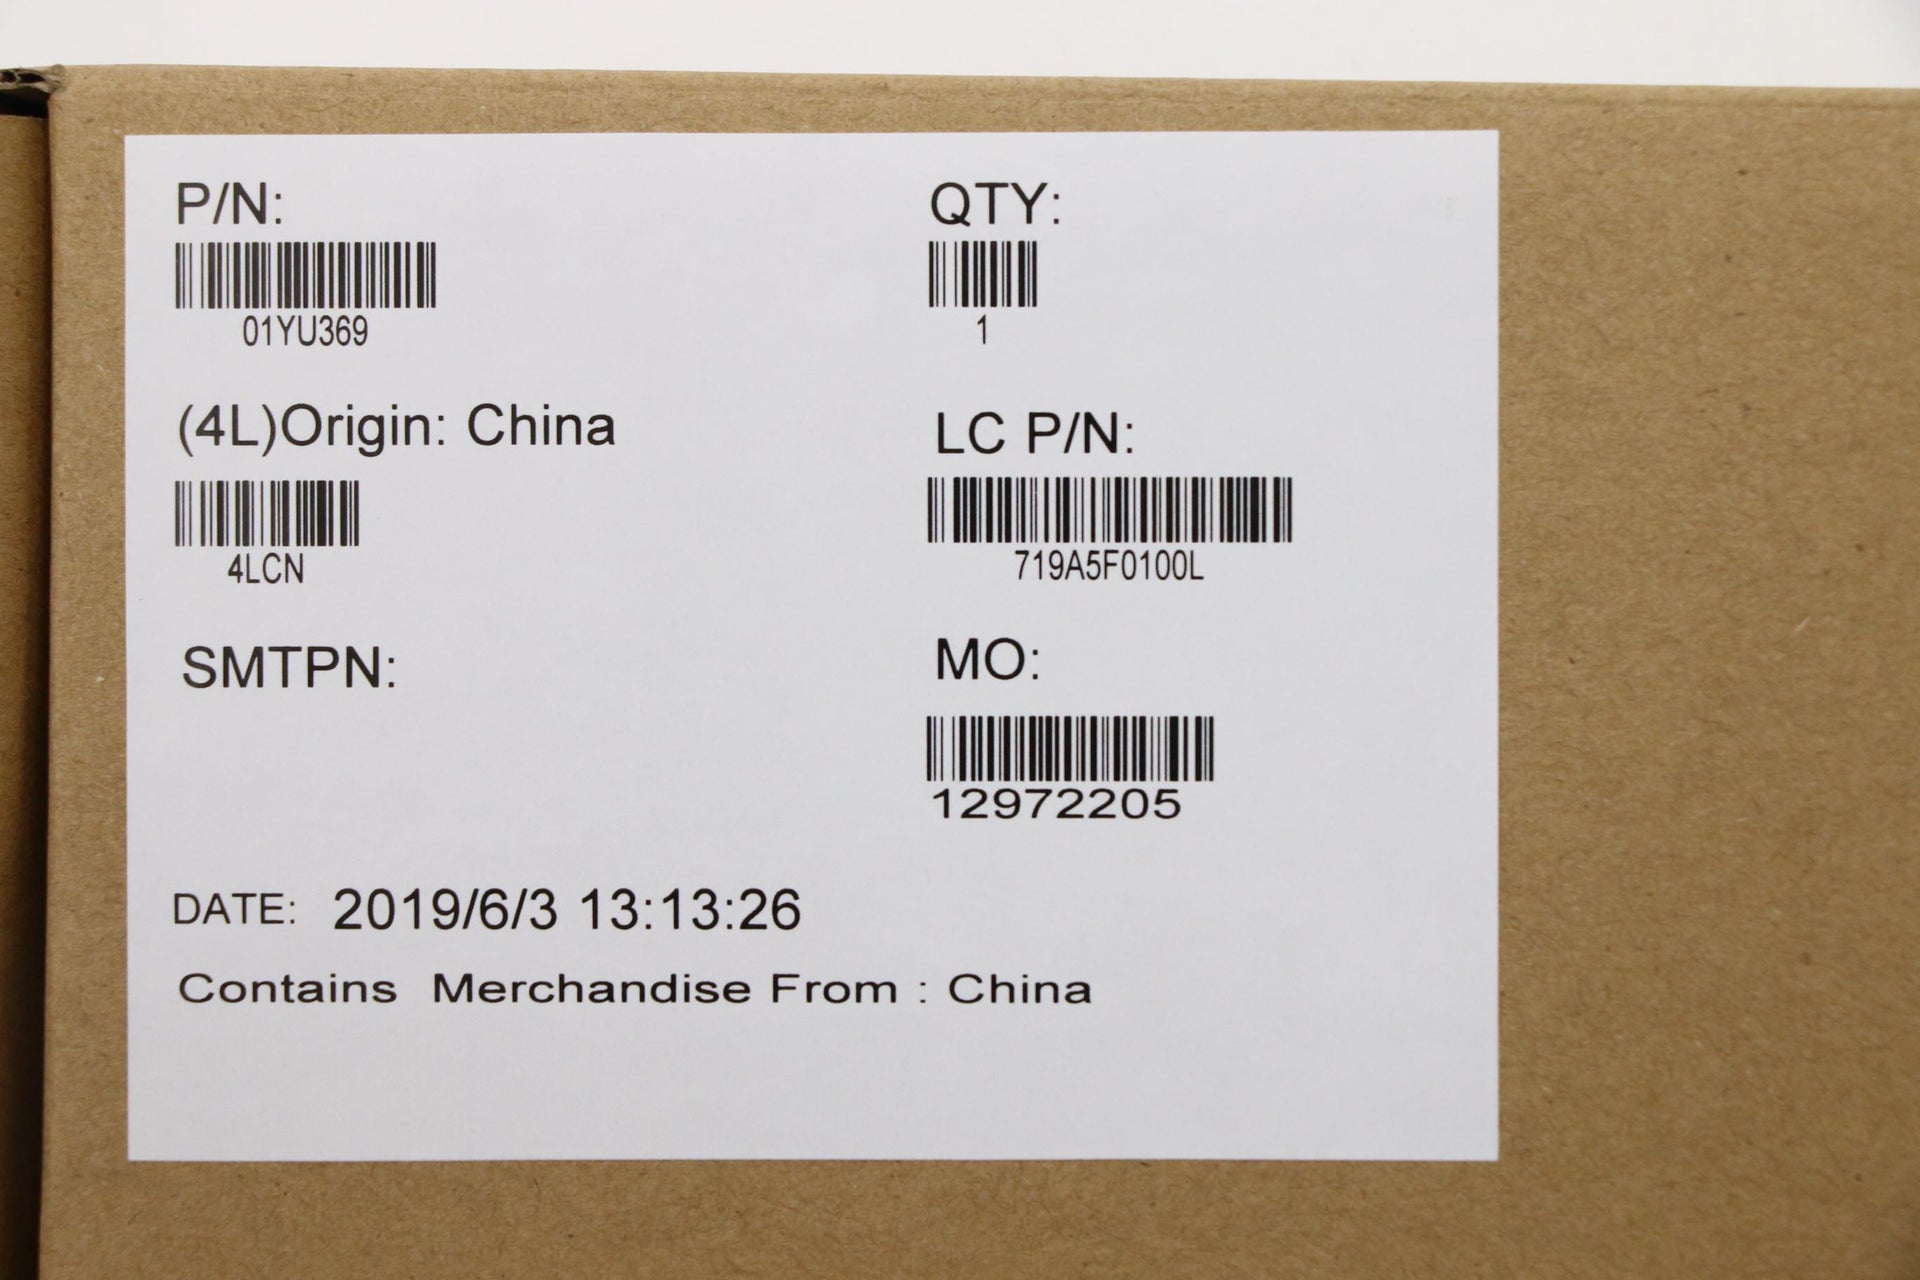 P/N:
01YU369
QTY:
1
(4L)Origin: China
4LCN
LC P/N:
719A5F0100L
SMTPN:
MO:
12972205
DATE: 2019/6/3 13:13:26
Contains Merchandise From : China